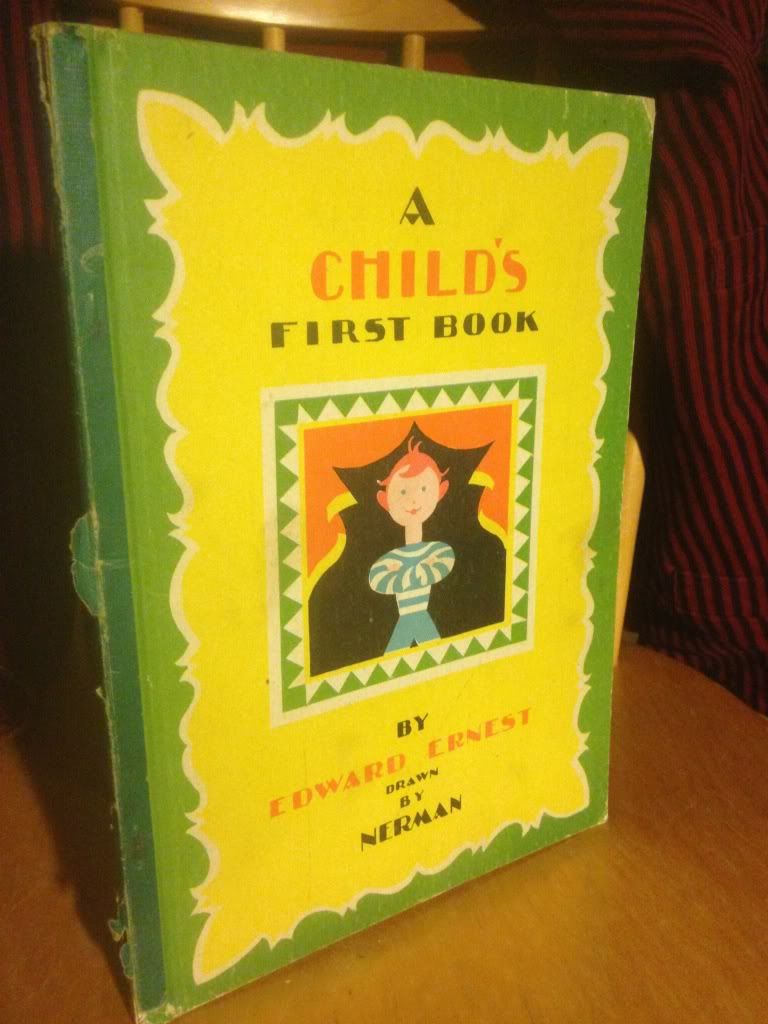 A
CHILD'S
FIRST BOOK
BY
EDWARD ERNEST
DRAWN
BY
NERMAN